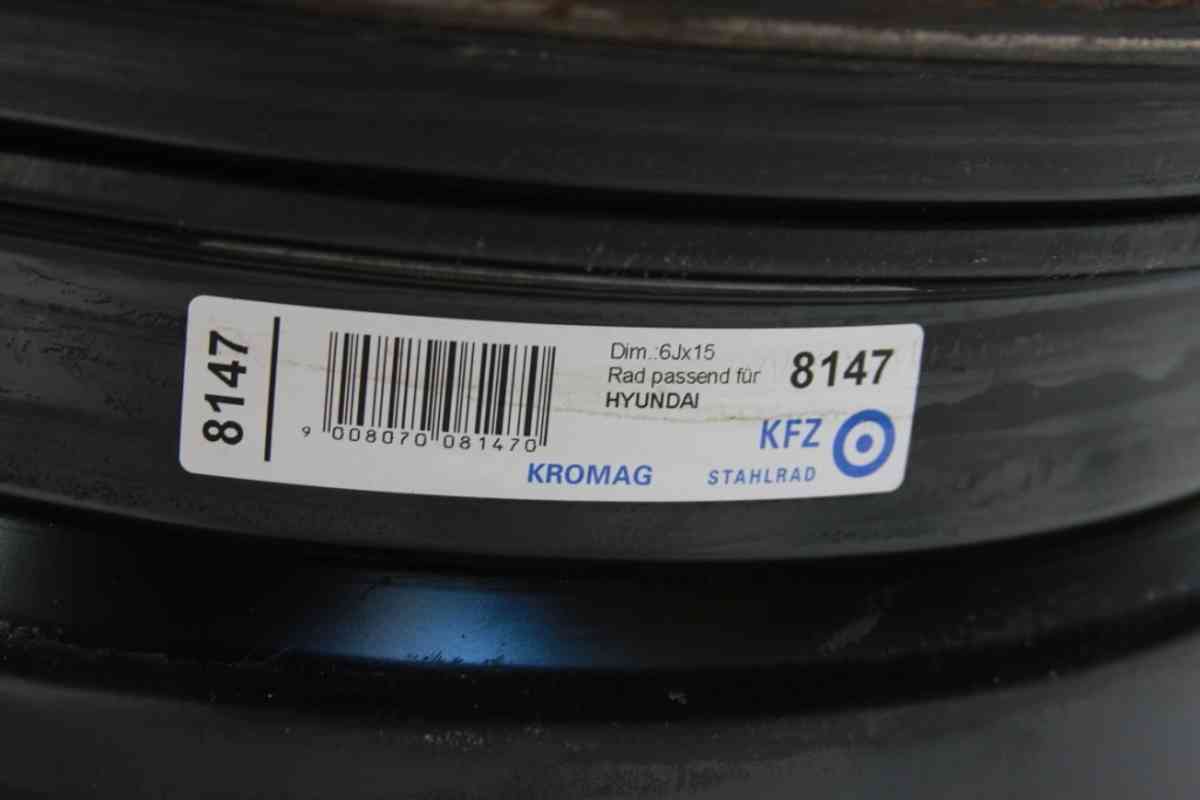 8147
9 008070 081470
Dim.:6Jx15
Rad passend für
HYUNDAI
8147
KROMAG
KFZ
STAHLRAD